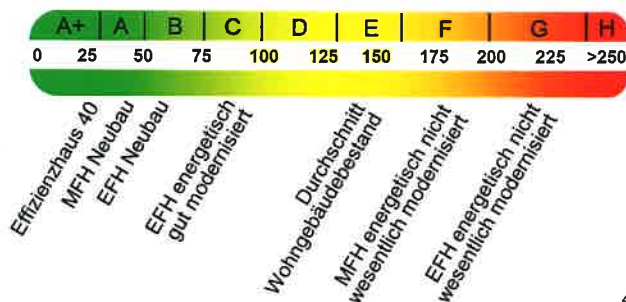 A+ A B C D E F G H
0 25 50 75 100 125 150 175 200 225 >250
Effizienzhaus 40
MFH Neubau
EFH Neubau
EFH energetisch
gut modernisiert
Durchschnitt
Wohngebäudebestand
MFH energetisch nicht
wesentlich modernisiert
EFH energetisch nicht
wesentlich modernisiert